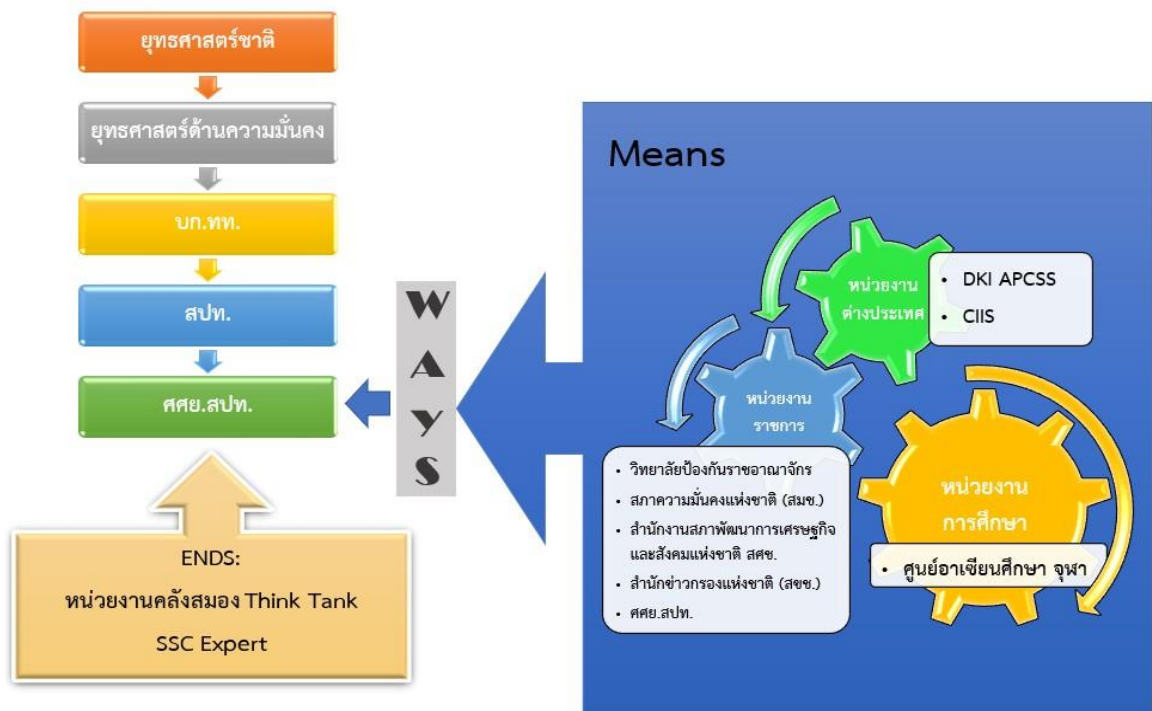 ยุทธศาสตร์ชาติ
ยุทธศาสตร์ด้านความมั่นคง
บก.ทท.
สปท.
ศศย.สปท.
ENDS:
หน่วยงานคลังสมอง Think Tank
SSC Expert
W
A
Y
S
Means
หน่วยงาน
ต่างประเทศ
• DKI APCSS
• CIIS
หน่วยงาน
ราชการ
• วิทยาลัยป้องกันราชอาณาจักร
• สภาความมั่นคงแห่งชาติ (สมช.)
• สำนักงานสภาพัฒนาการเศรษฐกิจ
และสังคมแห่งชาติ สศช.
• สำนักข่าวกรองแห่งชาติ (สขช.)
• ศศย.สปท.
หน่วยงาน
การศึกษา
• ศูนย์อาเซียนศึกษา จุฬา